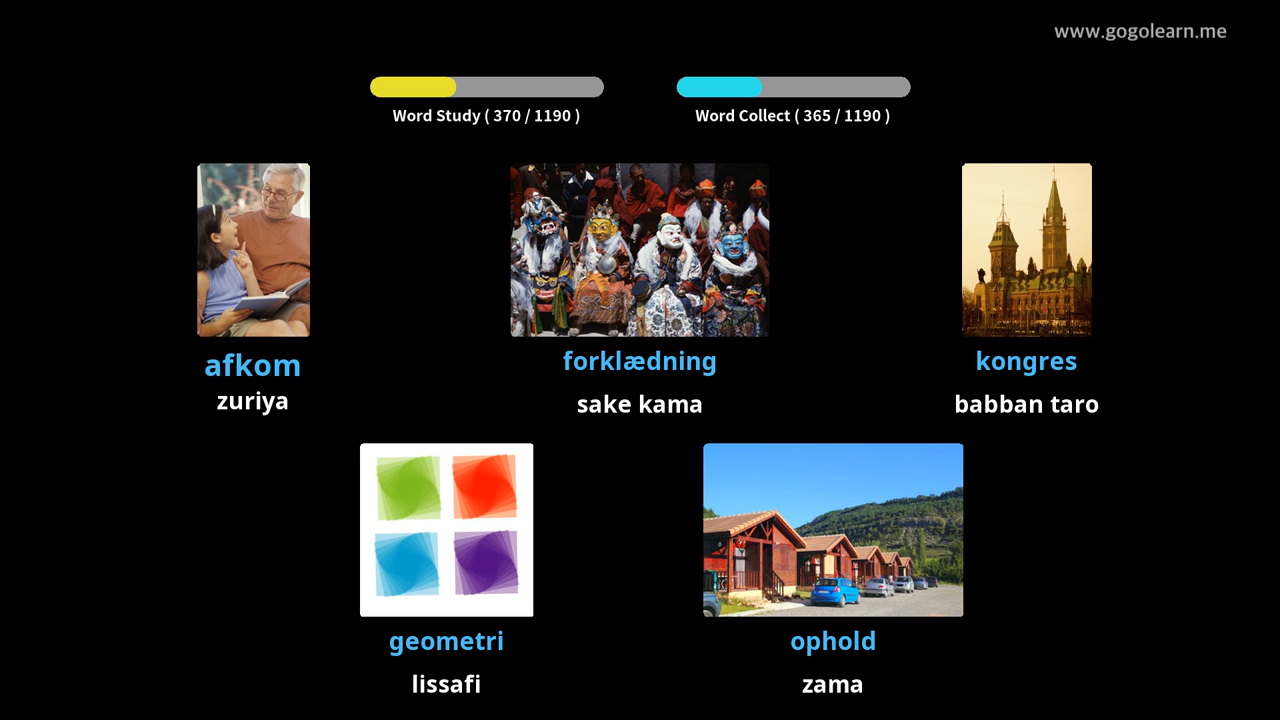 www.gogolearn.me
Word Study ( 370 / 1190 )
Word Collect ( 365 / 1190 )
afkom
zuriya
forklædning
sake kama
kongres
babban taro
geometri
lissafi
ophold
zama